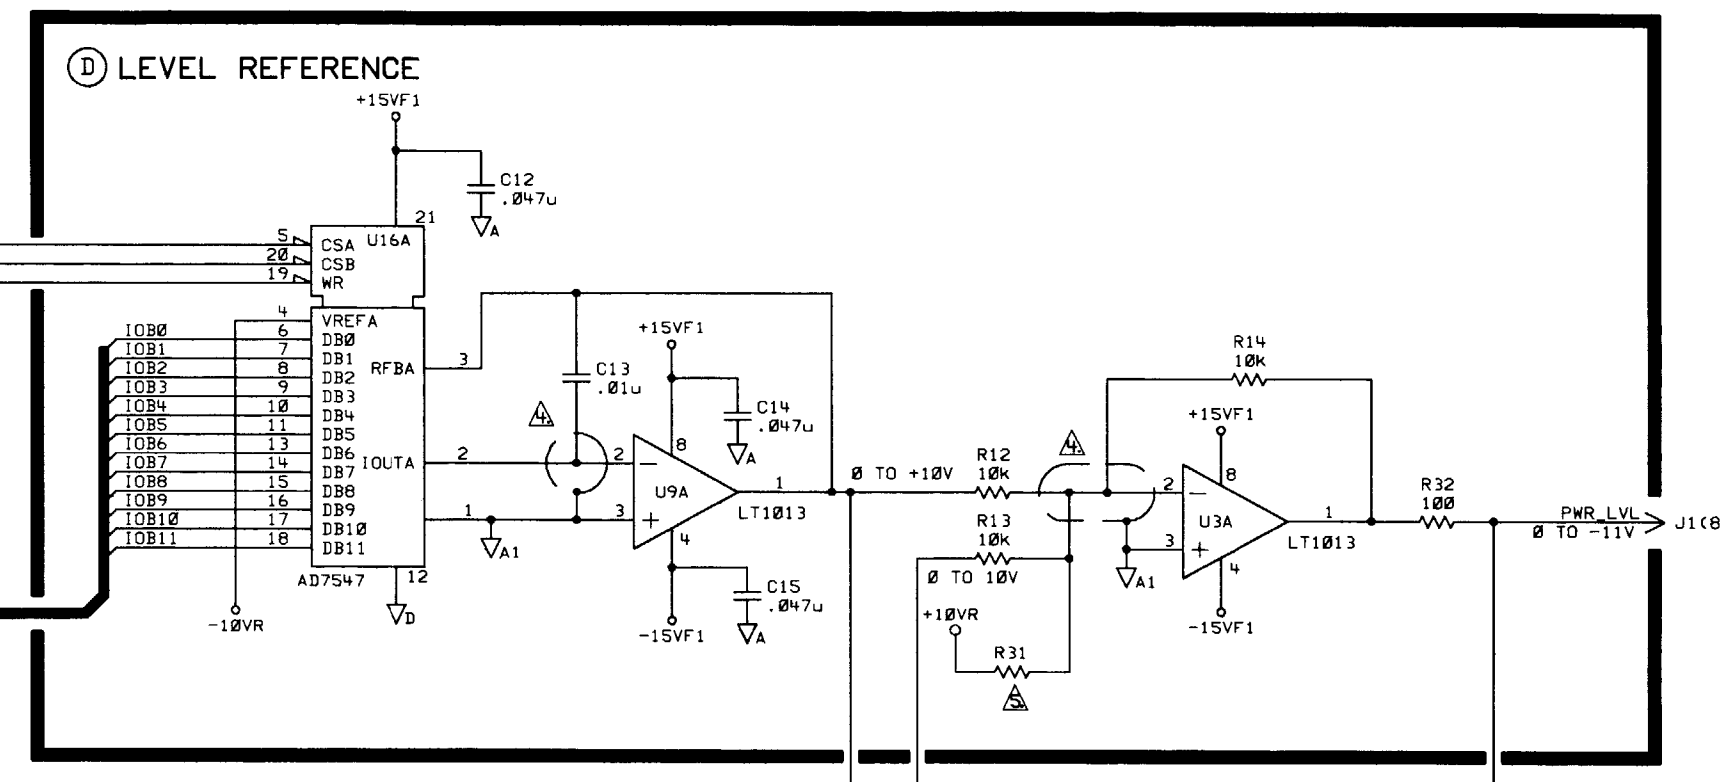 D LEVEL REFERENCE
+15VF1
C12
.047u
A
21
5 CSA U16A
20 CSB
19 WR
4 VREFA
IOB0 6 DB0
IOB1 7 DB1
IOB2 8 DB2
IOB3 9 DB3
IOB4 10 DB4
IOB5 11 DB5
IOB6 13 DB6
IOB7 14 DB7
IOB8 15 DB8
IOB9 16 DB9
IOB10 17 DB10
IOB11 18 DB11
RFBA 3
IOUTA 2
1
A1
AD7547
12
D
-10VR
C13
.01u
4.
+15VF1
8
C14
.047u
A
2
-
U9A
3
+
1
LT1013
4
C15
.047u
A
-15VF1
0 TO +10V
R12
10k
R13
10k
0 TO 10V
+10VR
R31
5.
4.
R14
10k
+15VF1
8
2
-
U3A
3
+
A1
1
LT1013
4
-15VF1
R32
100
PWR_LVL
0 TO -11V
J1(8